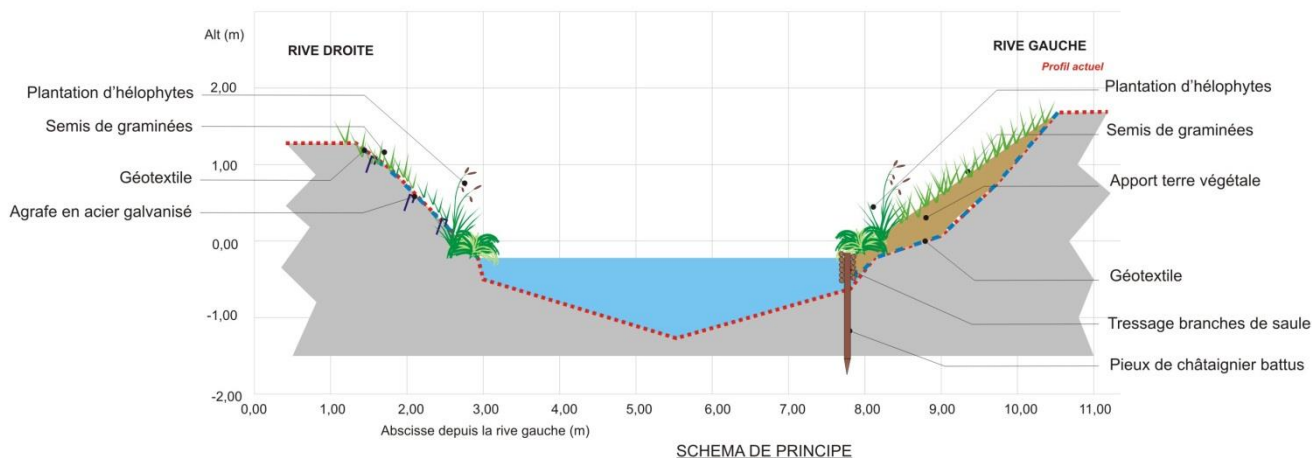 Alt (m)
RIVE DROITE
RIVE GAUCHE
Profil actuel
2,00
1,00
0,00
-1,00
-2,00
Plantation d'hélophytes
Semis de graminées
Géotextile
Agrafe en acier galvanisé
Plantation d'hélophytes
Semis de graminées
Apport terre végétale
Géotextile
Tressage branches de saule
Pieux de châtaignier battus
0,00 1,00 2,00 3,00 4,00 5,00 6,00 7,00 8,00 9,00 10,00 11,00
Abscisse depuis la rive gauche (m)
SCHEMA DE PRINCIPE